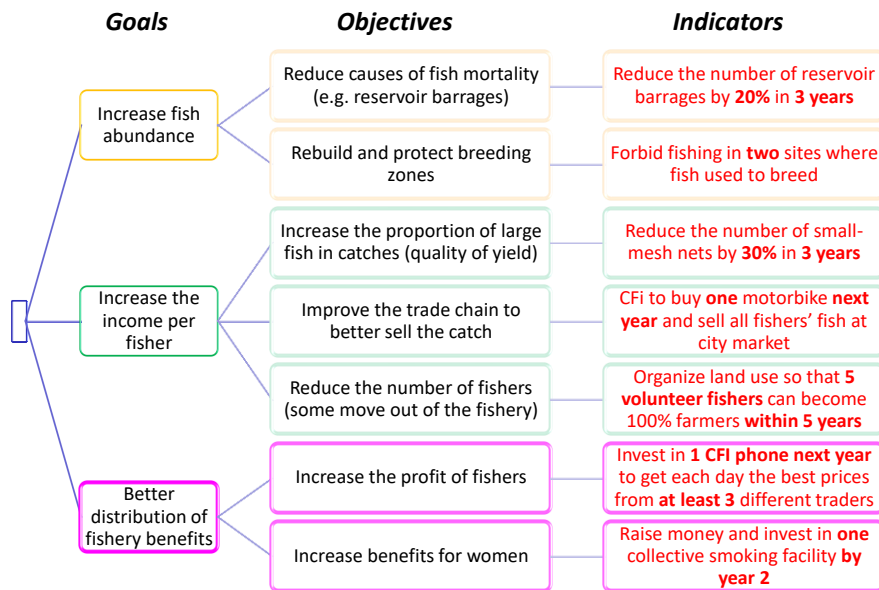 Goals
Objectives
Indicators
Increase fish
abundance
Reduce causes of fish mortality
(e.g. reservoir barrages)
Reduce the number of reservoir
barrages by 20% in 3 years
Rebuild and protect breeding
zones
Forbid fishing in two sites where
fish used to breed
Increase the
income per
fisher
Increase the proportion of large
fish in catches (quality of yield)
Reduce the number of small-
mesh nets by 30% in 3 years
Improve the trade chain to
better sell the catch
CFi to buy one motorbike next
year and sell all fishers' fish at
city market
Reduce the number of fishers
(some move out of the fishery)
Organize land use so that 5
volunteer fishers can become
100% farmers within 5 years
Better
distribution of
fishery benefits
Increase the profit of fishers
Invest in 1 CFI phone next year
to get each day the best prices
from at least 3 different traders
Increase benefits for women
Raise money and invest in one
collective smoking facility by
year 2